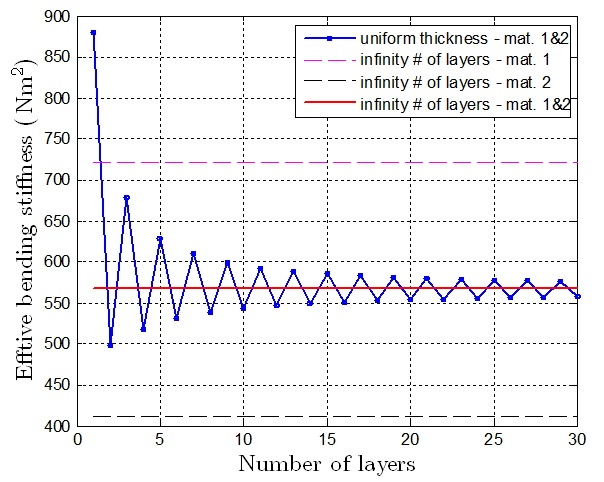 900
850
800
750
700
650
600
550
500
450
400
Efftive bending stiffness ( Nm2)
uniform thickness - mat. 1&2
infinity # of layers - mat. 1
infinity # of layers - mat. 2
infinity # of layers - mat. 1&2
0 5 10 15 20 25 30
Number of layers